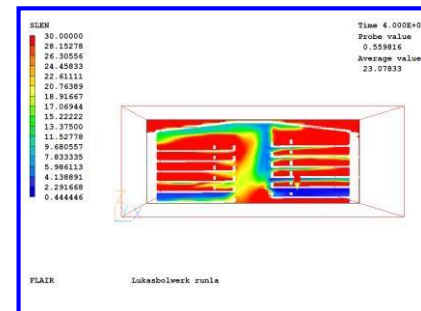 SLEN
30.00000
28.15278
26.30556
24.45833
22.61111
20.76389
18.91667
17.06944
15.22222
13.37500
11.52778
9.680557
7.833335
5.986113
4.138891
2.291668
0.444446
Time 4.000E+0
Probe value
0.559816
Average value
23.07833
Z
X
FLAIR
Lukasbolwerk runla